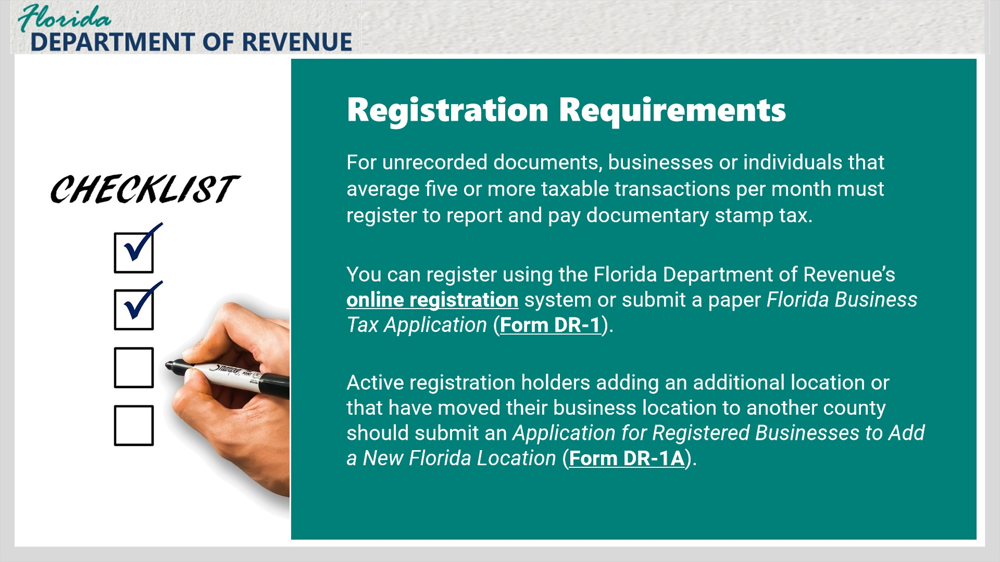 Florida
DEPARTMENT OF REVENUE
CHECKLIST
Registration Requirements
For unrecorded documents, businesses or individuals that
average five or more taxable transactions per month must
register to report and pay documentary stamp tax.
You can register using the Florida Department of Revenue’s
online registration system or submit a paper Florida Business
Tax Application (Form DR-1).
Active registration holders adding an additional location or
that have moved their business location to another county
should submit an Application for Registered Businesses to Add
a New Florida Location (Form DR-1A).